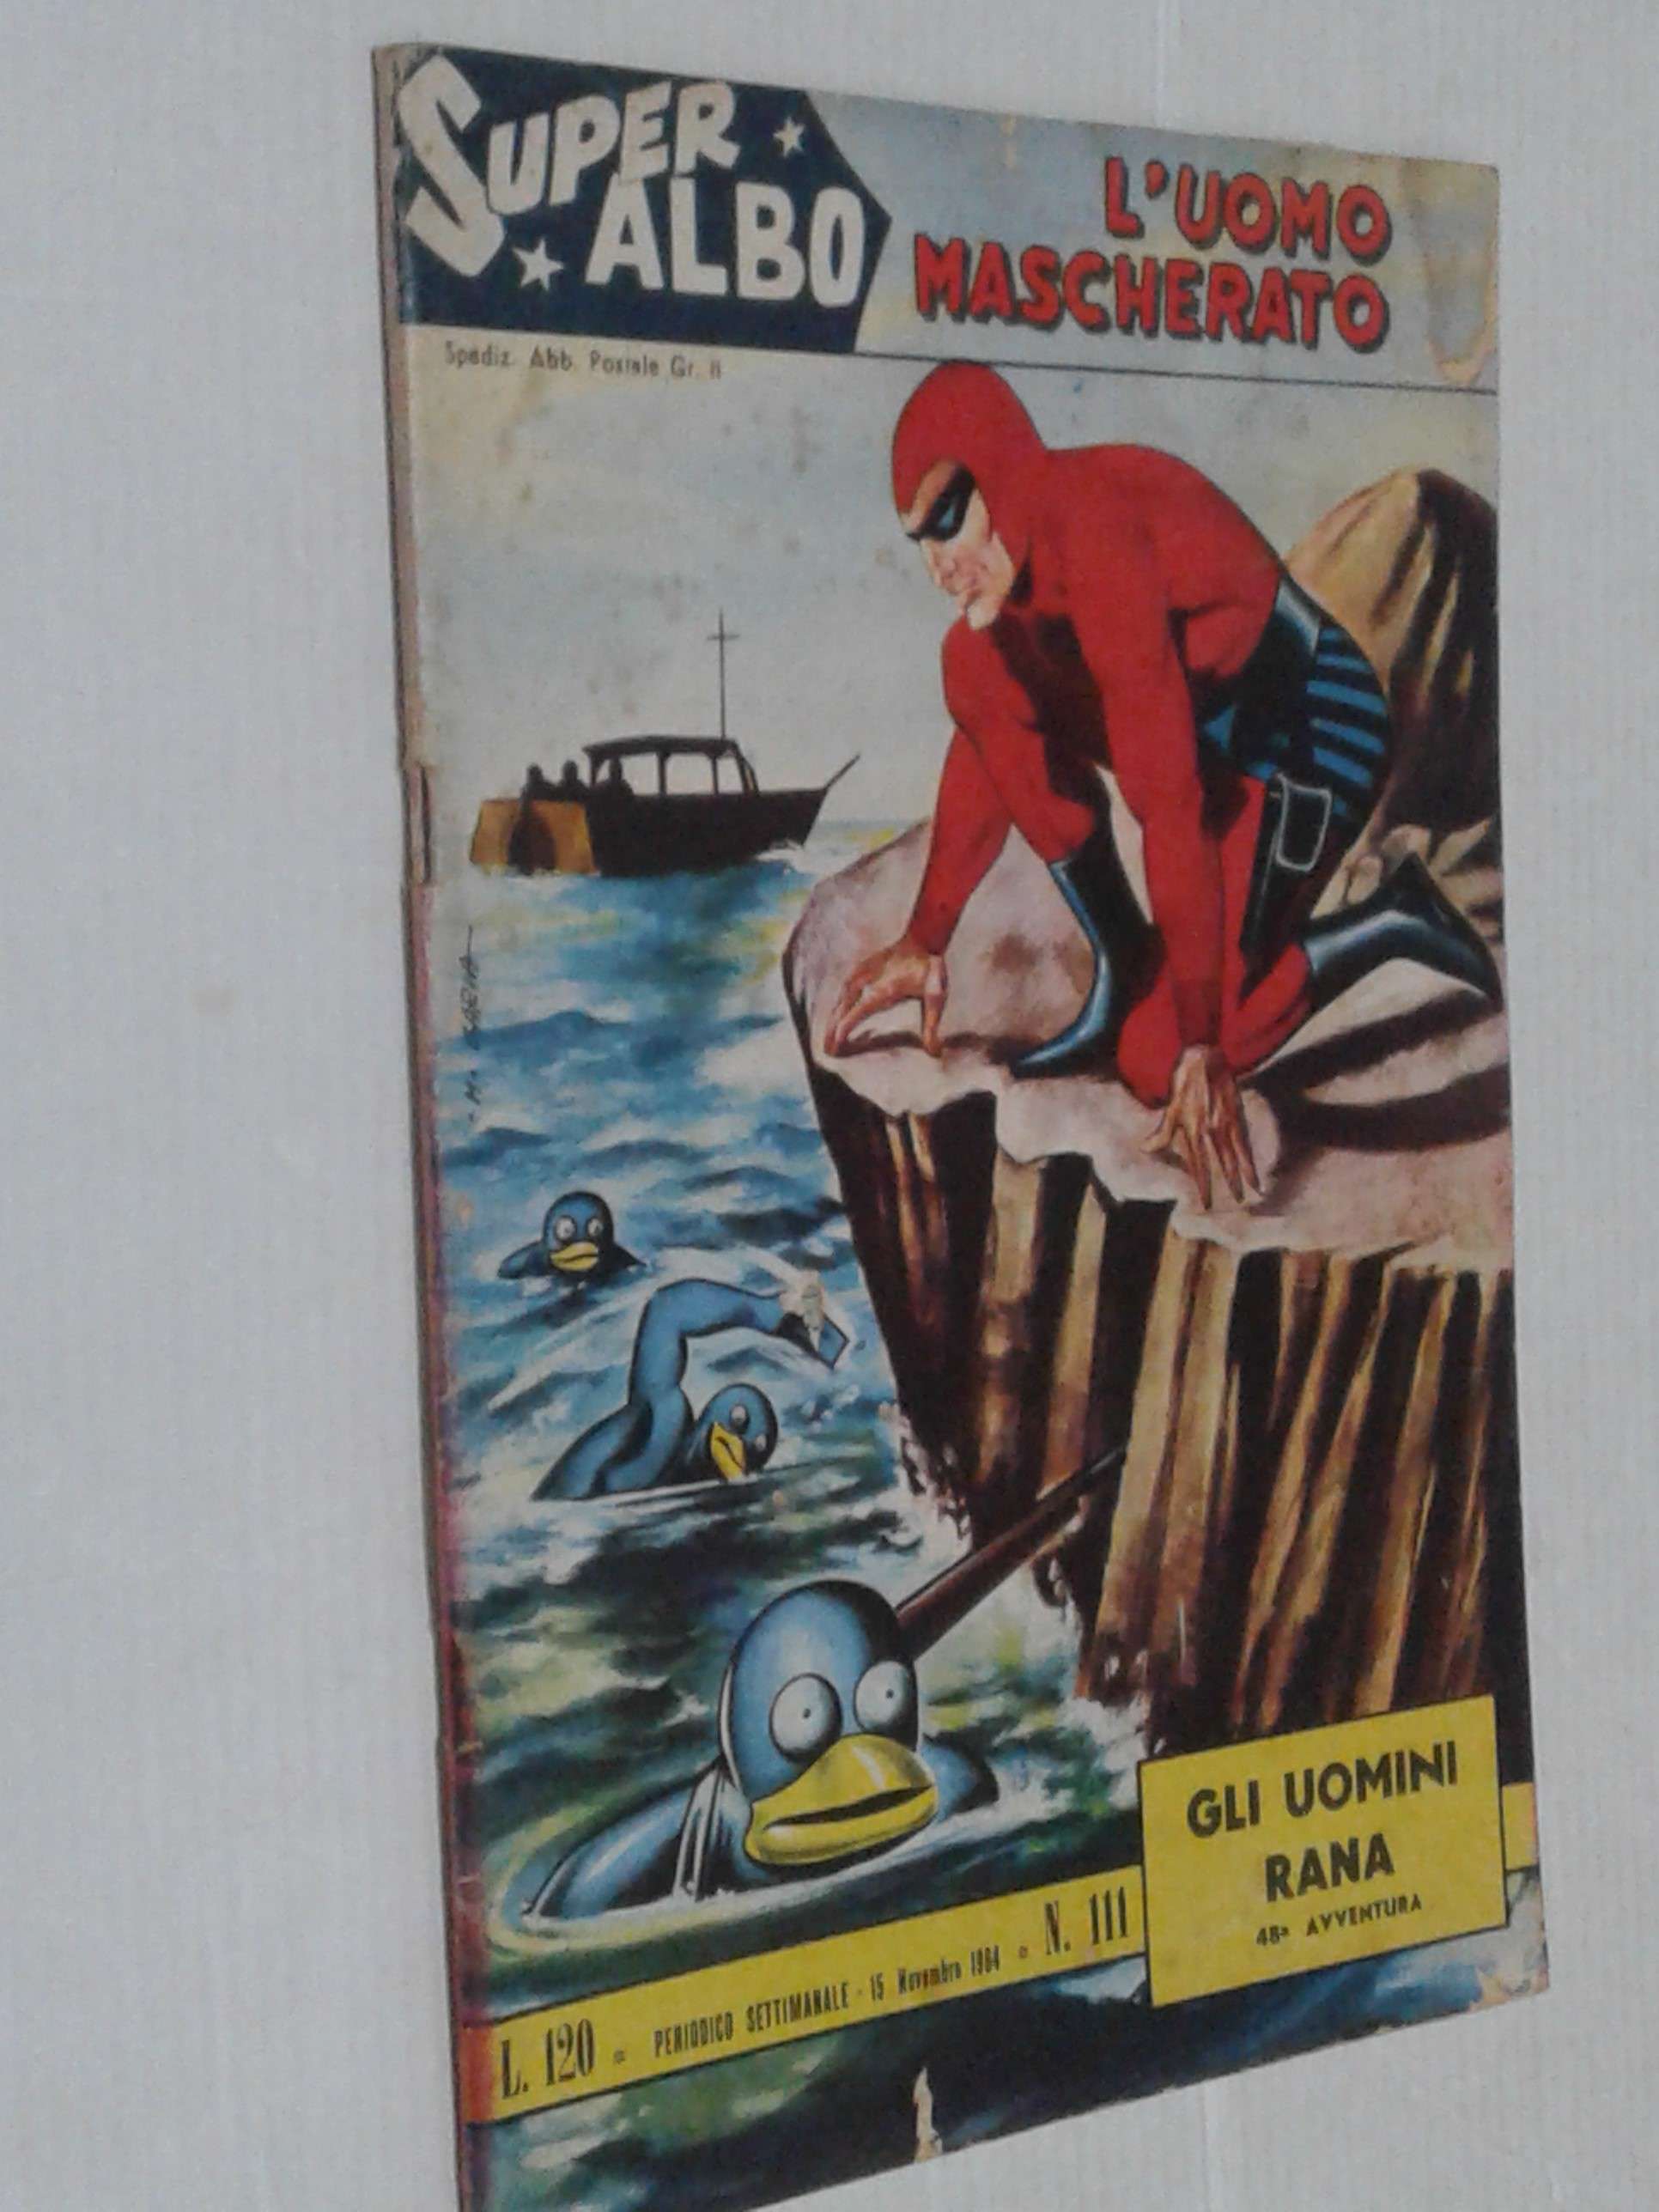 SUPER
ALBO
L'UOMO
MASCHERATO
Spediz. Abb. Postale Gr. II
GLI UOMINI
RANA
48ª AVVENTURA
L. 120 - PERIODICO SETTIMANALE - 15 Novembre 1964 - N. 111